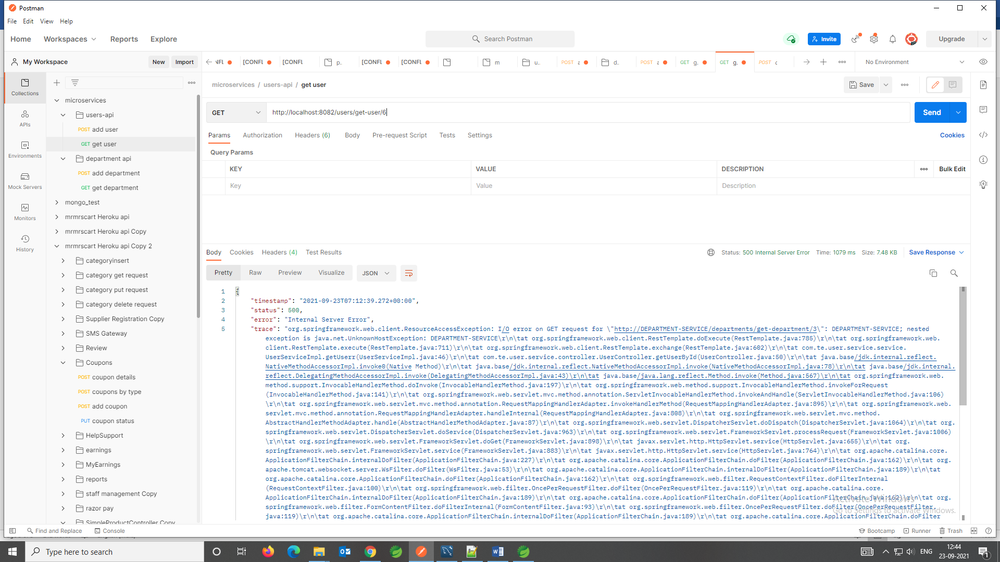 Postman
File Edit View Help
Home Workspaces Reports Explore
Search Postman
Invite
Upgrade
My Workspace
New Import
[CONFL [CONFL p. [CONFL [CONFL m u.. POST a d. POST a GET g. GET g. POST c
No Environment
Collections
APIs
Environments
Mock Servers
Monitors
History
microservices
users-api
POST add user
GET get user
department api
POST add department
GET get department
mongo_test
mrmrscart Heroku api
mrmrscart Heroku api Copy
mrmrscart Heroku api Copy 2
categoryinsert
category get request
category put request
category delete request
Supplier Registration Copy
SMS Gateway
Review
Coupons
POST coupon details
POST coupons by type
POST add coupon
PUT coupon status
HelpSupport
earnings
MyEarnings
reports
staff management Copy
razor pay
SimpleProductController Copy
microservices / users-api / get user
Save
GET
http://localhost:8082/users/get-user/6
Send
Params Authorization Headers (6) Body Pre-request Script Tests Settings
Cookies
Query Params
KEY VALUE DESCRIPTION
Bulk Edit
Key Value Description
Body Cookies Headers (4) Test Results
Status: 500 Internal Server Error Time: 1079 ms Size: 7.48 KB
Save Response
Pretty Raw Preview Visualize JSON
1 {
2 "timestamp": "2021-09-23T07:12:39.272+00:00",
3 "status": 500,
4 "error": "Internal Server Error",
5 "trace": "org.springframework.web.client.ResourceAccessException: I/O error on GET request for \"http://DEPARTMENT-SERVICE/departments/get-department/3\": DEPARTMENT-SERVICE; nested
exception is java.net.UnknownHostException: DEPARTMENT-SERVICE\r\n\tat org.springframework.web.client.RestTemplate.doExecute(RestTemplate.java:785)\r\n\tat org.springframework.web.
client.RestTemplate.execute(RestTemplate.java:711)\r\n\tat org.springframework.web.client.RestTemplate.exchange(RestTemplate.java:602)\r\n\tat com.te.user.service.service.
UserServiceImpl.getUserr(UserServiceImpl.java:46)\r\n\tat com.te.user.service.controller.UserController.getUserById(UserController.java:50)\r\n\tat java.base/jdk.internal.reflect.
NativeMethodAccessorImpl.invoke0(Native Method)\r\n\tat java.base/jdk.internal.reflect.NativeMethodAccessorImpl.invoke(NativeMethodAccessorImpl.java:78)\r\n\tat java.base/jdk.internal.
reflect.DelegatingMethodAccessorImpl.invoke(DelegatingMethodAccessorImpl.java:43)\r\n\tat java.base/java.lang.reflect.Method.invoke(Method.java:567)\r\n\tat org.springframework.web.
method.support.InvocableHandlerMethod.doInvoke(InvocableHandlerMethod.java:197)\r\n\tat org.springframework.web.method.support.InvocableHandlerMethod.invokeForRequest
(InvocableHandlerMethod.java:141)\r\n\tat org.springframework.web.servlet.mvc.method.annotation.ServletInvocableHandlerMethod.invokeAndHandle(ServletInvocableHandlerMethod.java:106)
\r\n\tat org.springframework.web.servlet.mvc.method.annotation.RequestMappingHandlerAdapter.invokeHandlerMethod(RequestMappingHandlerAdapter.java:895)\r\n\tat org.springframework.web.
servlet.mvc.method.annotation.RequestMappingHandlerAdapter.handleInternal(RequestMappingHandlerAdapter.java:808)\r\n\tat org.springframework.web.servlet.mvc.method.
AbstractHandlerMethodAdapter.handle(AbstractHandlerMethodAdapter.java:87)\r\n\tat org.springframework.web.servlet.DispatcherServlet.doDispatch(DispatcherServlet.java:1064)\r\n\tat org.
springframework.web.servlet.DispatcherServlet.doService(DispatcherServlet.java:963)\r\n\tat org.springframework.web.servlet.FrameworkServlet.processRequest(FrameworkServlet.java:1006)
\r\n\tat org.springframework.web.servlet.FrameworkServlet.doGet(FrameworkServlet.java:898)\r\n\tat javax.servlet.http.HttpServlet.service(HttpServlet.java:655)\r\n\tat org.
springframework.web.servlet.FrameworkServlet.service(FrameworkServlet.java:883)\r\n\tat javax.servlet.http.HttpServlet.service(HttpServlet.java:764)\r\n\tat org.apache.catalina.core.
ApplicationFilterChain.internalDoFilter(ApplicationFilterChain.java:227)\r\n\tat org.apache.catalina.core.ApplicationFilterChain.doFilter(ApplicationFilterChain.java:162)\r\n\tat org.
apache.tomcat.websocket.server.WsFilter.doFilter(WsFilter.java:53)\r\n\tat org.apache.catalina.core.ApplicationFilterChain.internalDoFilter(ApplicationFilterChain.java:189)\r\n\tat
org.apache.catalina.core.ApplicationFilterChain.doFilter(ApplicationFilterChain.java:162)\r\n\tat org.springframework.web.filter.RequestContextFilter.doFilterInternal
(RequestContextFilter.java:100)\r\n\tat org.springframework.web.filter.OncePerRequestFilter.doFilter(OncePerRequestFilter.java:119)\r\n\tat org.apache.catalina.core.
ApplicationFilterChain.internalDoFilter(ApplicationFilterChain.java:189)\r\n\tat org.apache.catalina.core.ApplicationFilterChain.doFilter(ApplicationFilterChain.java:162)\r\n\tat org.
springframework.web.filter.FormContentFilter.doFilterInternal(FormContentFilter.java:93)\r\n\tat org.springframework.web.filter.OncePerRequestFilter.doFilter(OncePerRequestFilter.
java:119)\r\n\tat org.apache.catalina.core.ApplicationFilterChain.internalDoFilter(ApplicationFilterChain.java:189)\r\n\tat org.apache.catalina.core.ApplicationFilterChain.doFilter
Activate Windows
Go to Settings to activate Windows.
Find and Replace Console
Bootcamp Runner Trash
Type here to search
ENG
12:44
23-09-2021
1